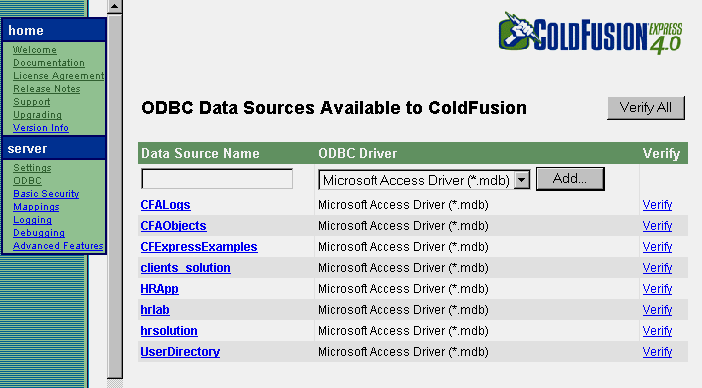 home
Welcome
Documentation
License Agreement
Release Notes
Support
Upgrading
Version Info
server
Settings
ODBC
Basic Security
Mappings
Logging
Debugging
Advanced Features
COLDFUSION EXPRESS 4.0
ODBC Data Sources Available to ColdFusion Verify All
Data Source Name ODBC Driver Verify
Microsoft Access Driver (*.mdb) Add...
CFALogs Microsoft Access Driver (*.mdb) Verify
CFAObjects Microsoft Access Driver (*.mdb) Verify
CFExpressExamples Microsoft Access Driver (*.mdb) Verify
clients_solution Microsoft Access Driver (*.mdb) Verify
HRApp Microsoft Access Driver (*.mdb) Verify
hrlab Microsoft Access Driver (*.mdb) Verify
hrsolution Microsoft Access Driver (*.mdb) Verify
UserDirectory Microsoft Access Driver (*.mdb) Verify